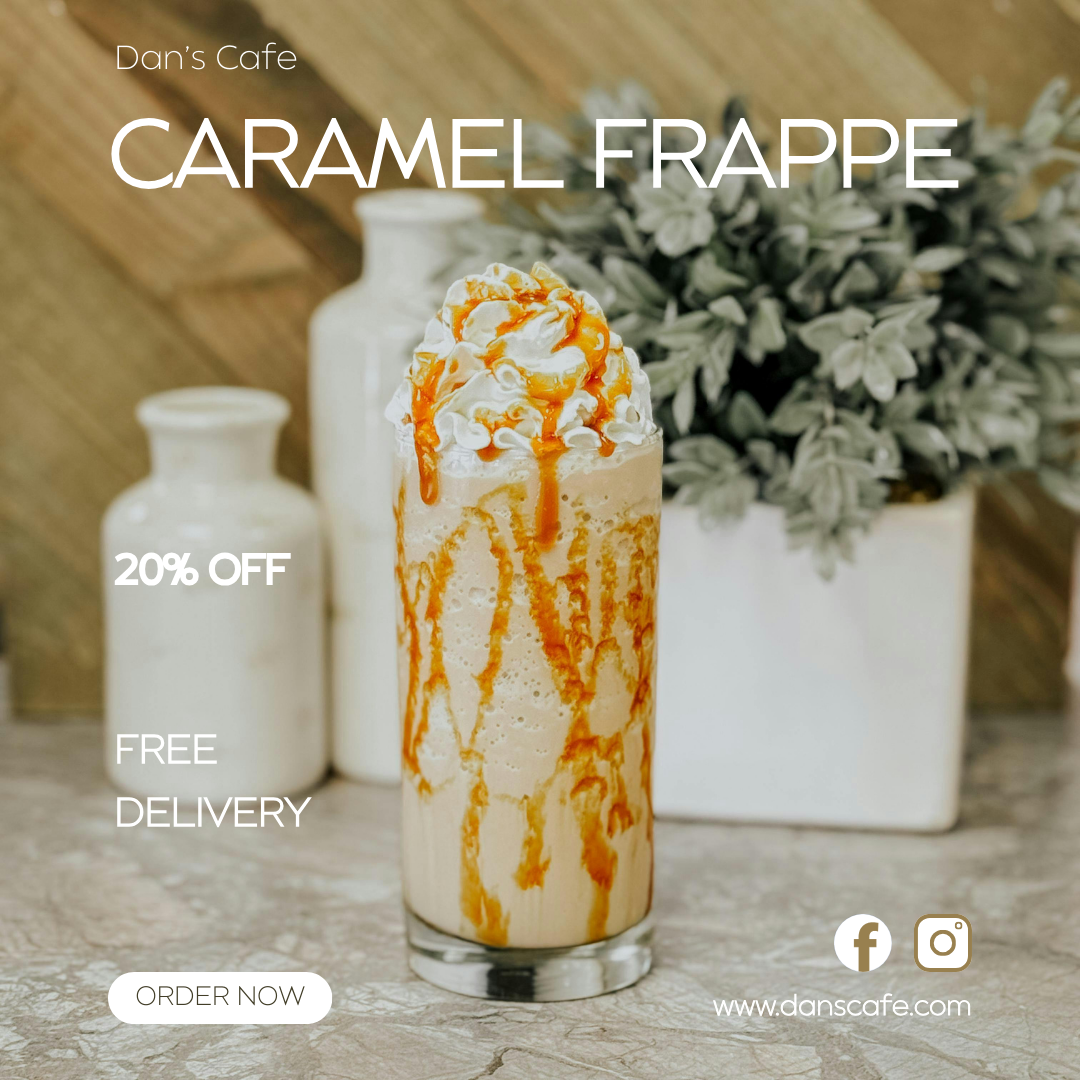 Dan's Cafe
CARAMEL FRAPPE
20% OFF
FREE
DELIVERY
ORDER NOW
www.danscafe.com